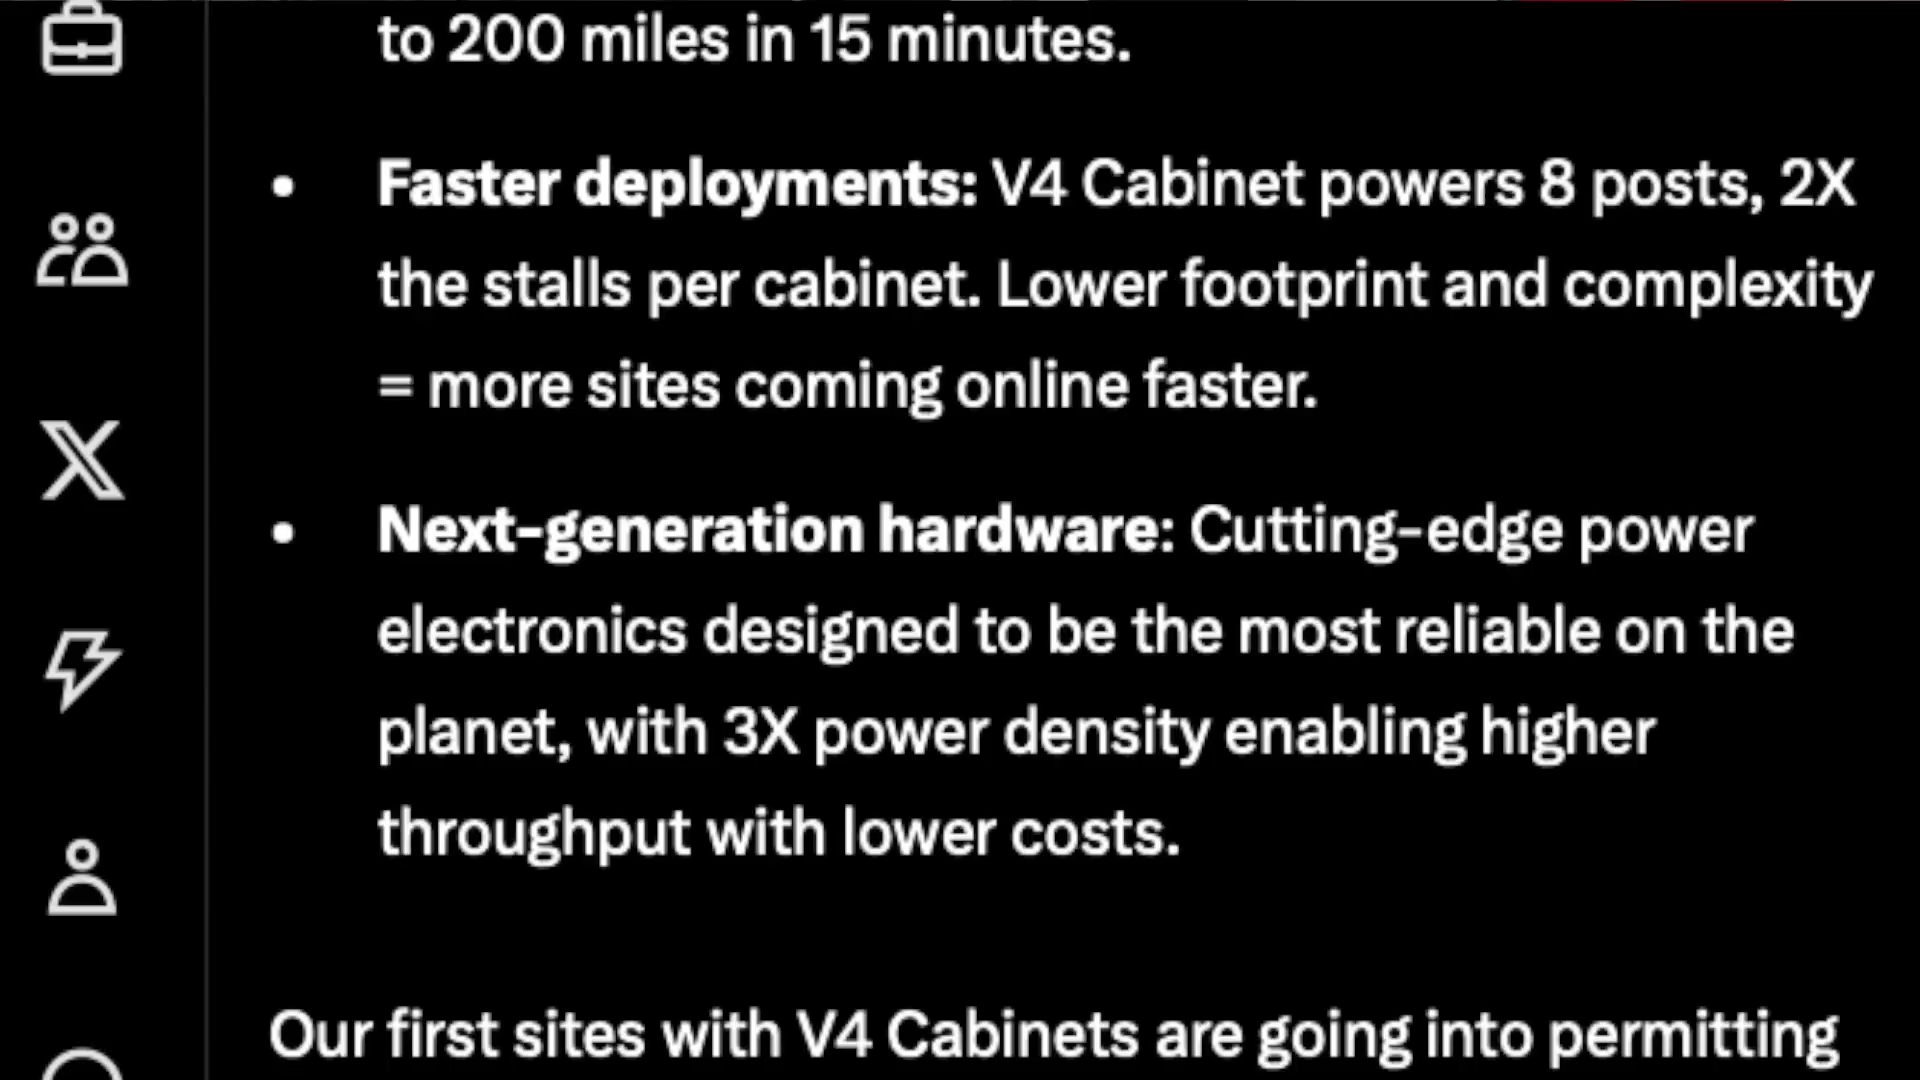 to 200 miles in 15 minutes.
• Faster deployments: V4 Cabinet powers 8 posts, 2X
the stalls per cabinet. Lower footprint and complexity
= more sites coming online faster.
• Next-generation hardware: Cutting-edge power
electronics designed to be the most reliable on the
planet, with 3X power density enabling higher
throughput with lower costs.
Our first sites with V4 Cabinets are going into permitting